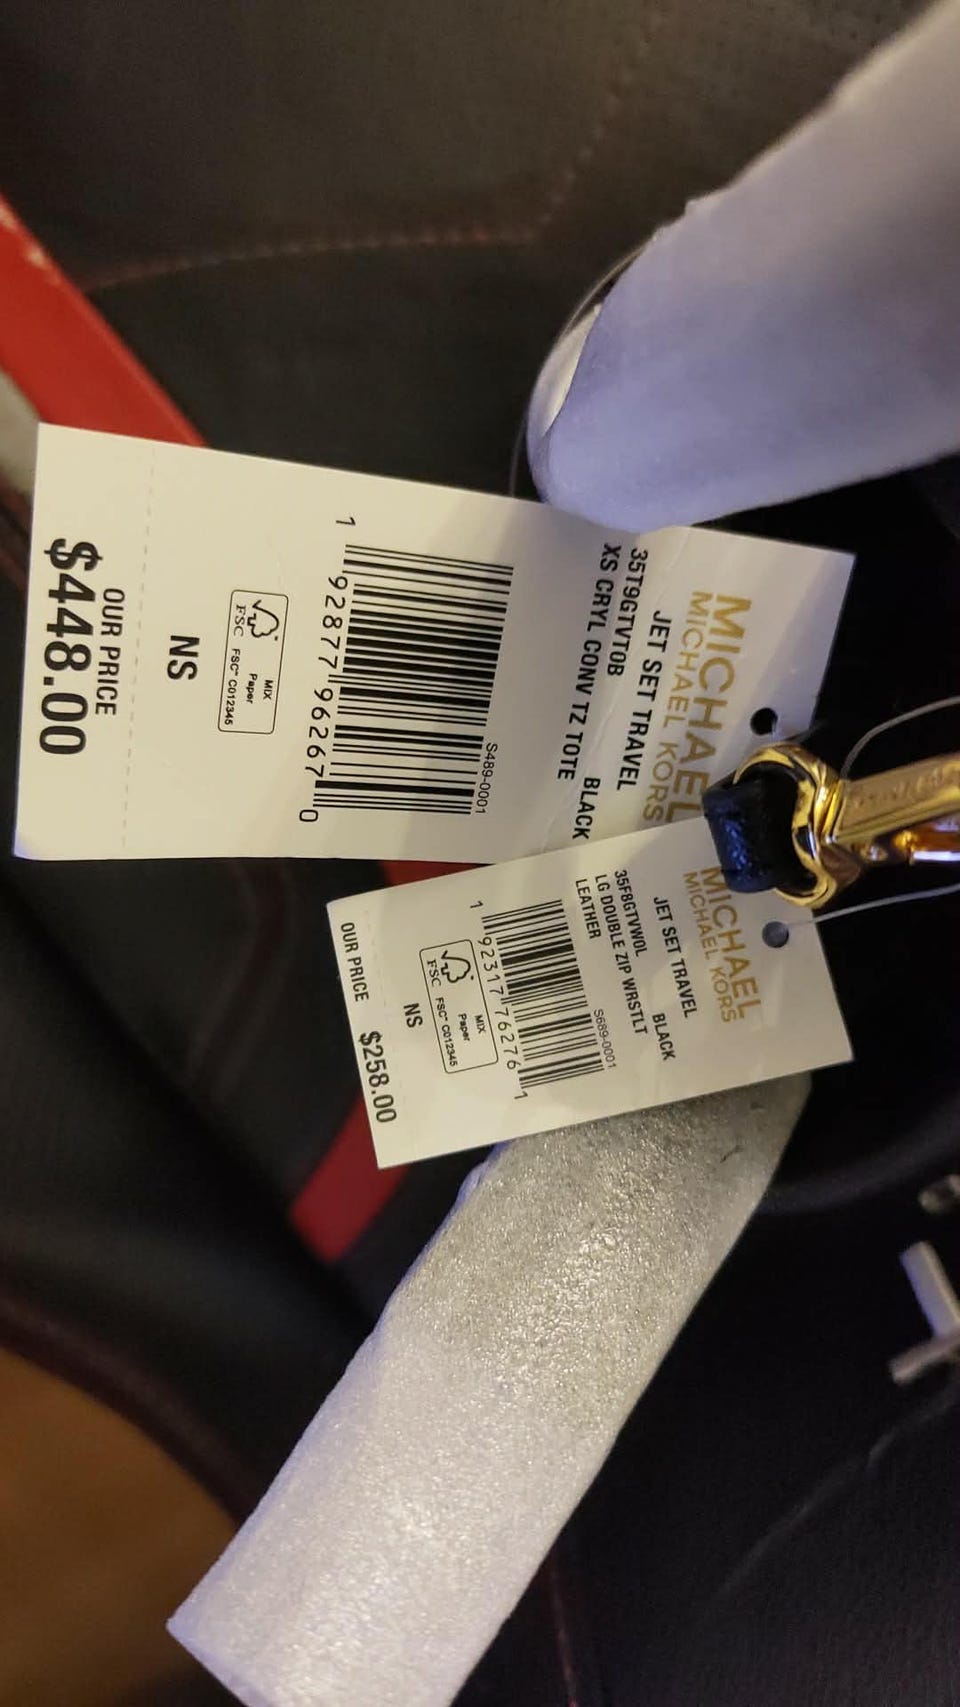 MICHAEL
MICHAEL KORS
JET SET TRAVEL
35T9GTVT0B BLACK
XS CRYL CONV TZ TOTE
S489-0001
1 92877 96267 0
MIX
Paper
FSC FSC™ C012345
NS
OUR PRICE
$448.00
MICHAEL
MICHAEL KORS
JET SET TRAVEL
35F8GTVW0L BLACK
LG DOUBLE ZIP WRSTLT
LEATHER
S689-0001
1 92317 76276 1
MIX
Paper
FSC FSC™ C012345
NS
OUR PRICE $258.00